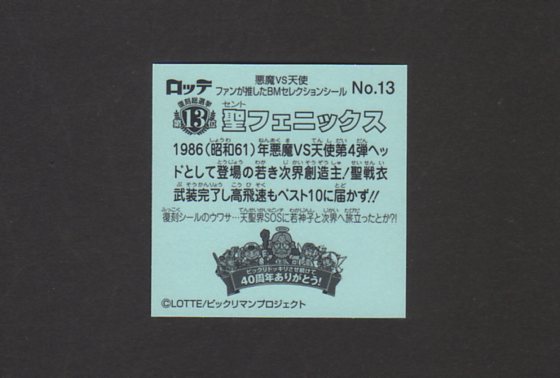 ロッテ
悪魔VS天使
ファンが推したBMセレクションシール
No.13
復刻総選挙
第13位
セント
聖フェニックス
1986(昭和61)年悪魔VS天使第4弾ヘッ
ドとして登場の若き次界創造主!聖戦衣
武装完了し高飛速もベスト10に届かず!!
復刻シールのウワサ…天聖界SOSに若神子と次界へ旅立ったとか?!
ビックリドッキリさせ続けて
40周年ありがとう!
©LOTTE/ビックリマンプロジェクト